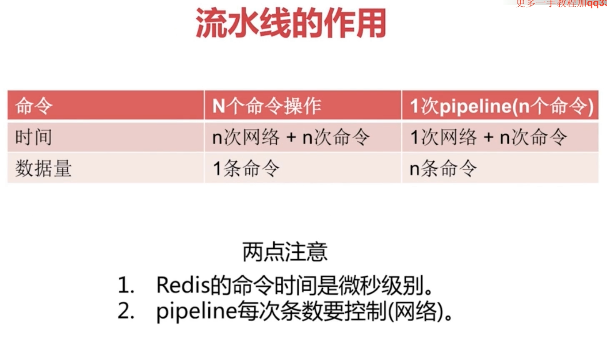 流水线的作用
命令 N个命令操作 1次pipeline(n个命令)
时间 n次网络 + n次命令 1次网络 + n次命令
数据量 1条命令 n条命令
两点注意
1. Redis的命令时间是微秒级别。
2. pipeline每次条数要控制(网络)。